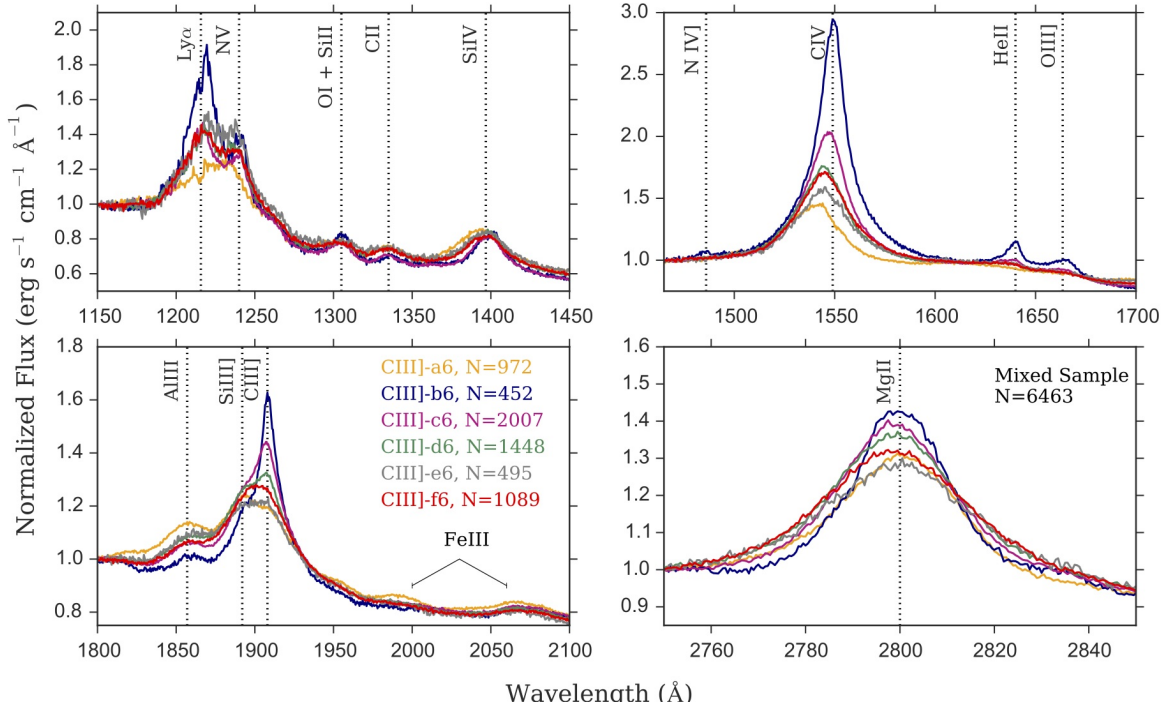 Normalized Flux (erg s⁻¹ cm⁻¹ Å⁻¹)
2.0
1.8
1.6
1.4
1.2
1.0
0.8
0.6
Lyα
NV
OI + SiII
CII
SiIV
1150 1200 1250 1300 1350 1400 1450
3.0
2.5
2.0
1.5
1.0
N IV]
CIV
HeII
OIII]
1500 1550 1600 1650 1700
1.8
1.6
1.4
1.2
1.0
0.8
AlIII
SiIII]
CIII]
CIII]-a6, N=972
CIII]-b6, N=452
CIII]-c6, N=2007
CIII]-d6, N=1448
CIII]-e6, N=495
CIII]-f6, N=1089
FeIII
1800 1850 1900 1950 2000 2050 2100
1.6
1.5
1.4
1.3
1.2
1.1
1.0
0.9
MgII
Mixed Sample
N=6463
2760 2780 2800 2820 2840
Wavelength (Å)